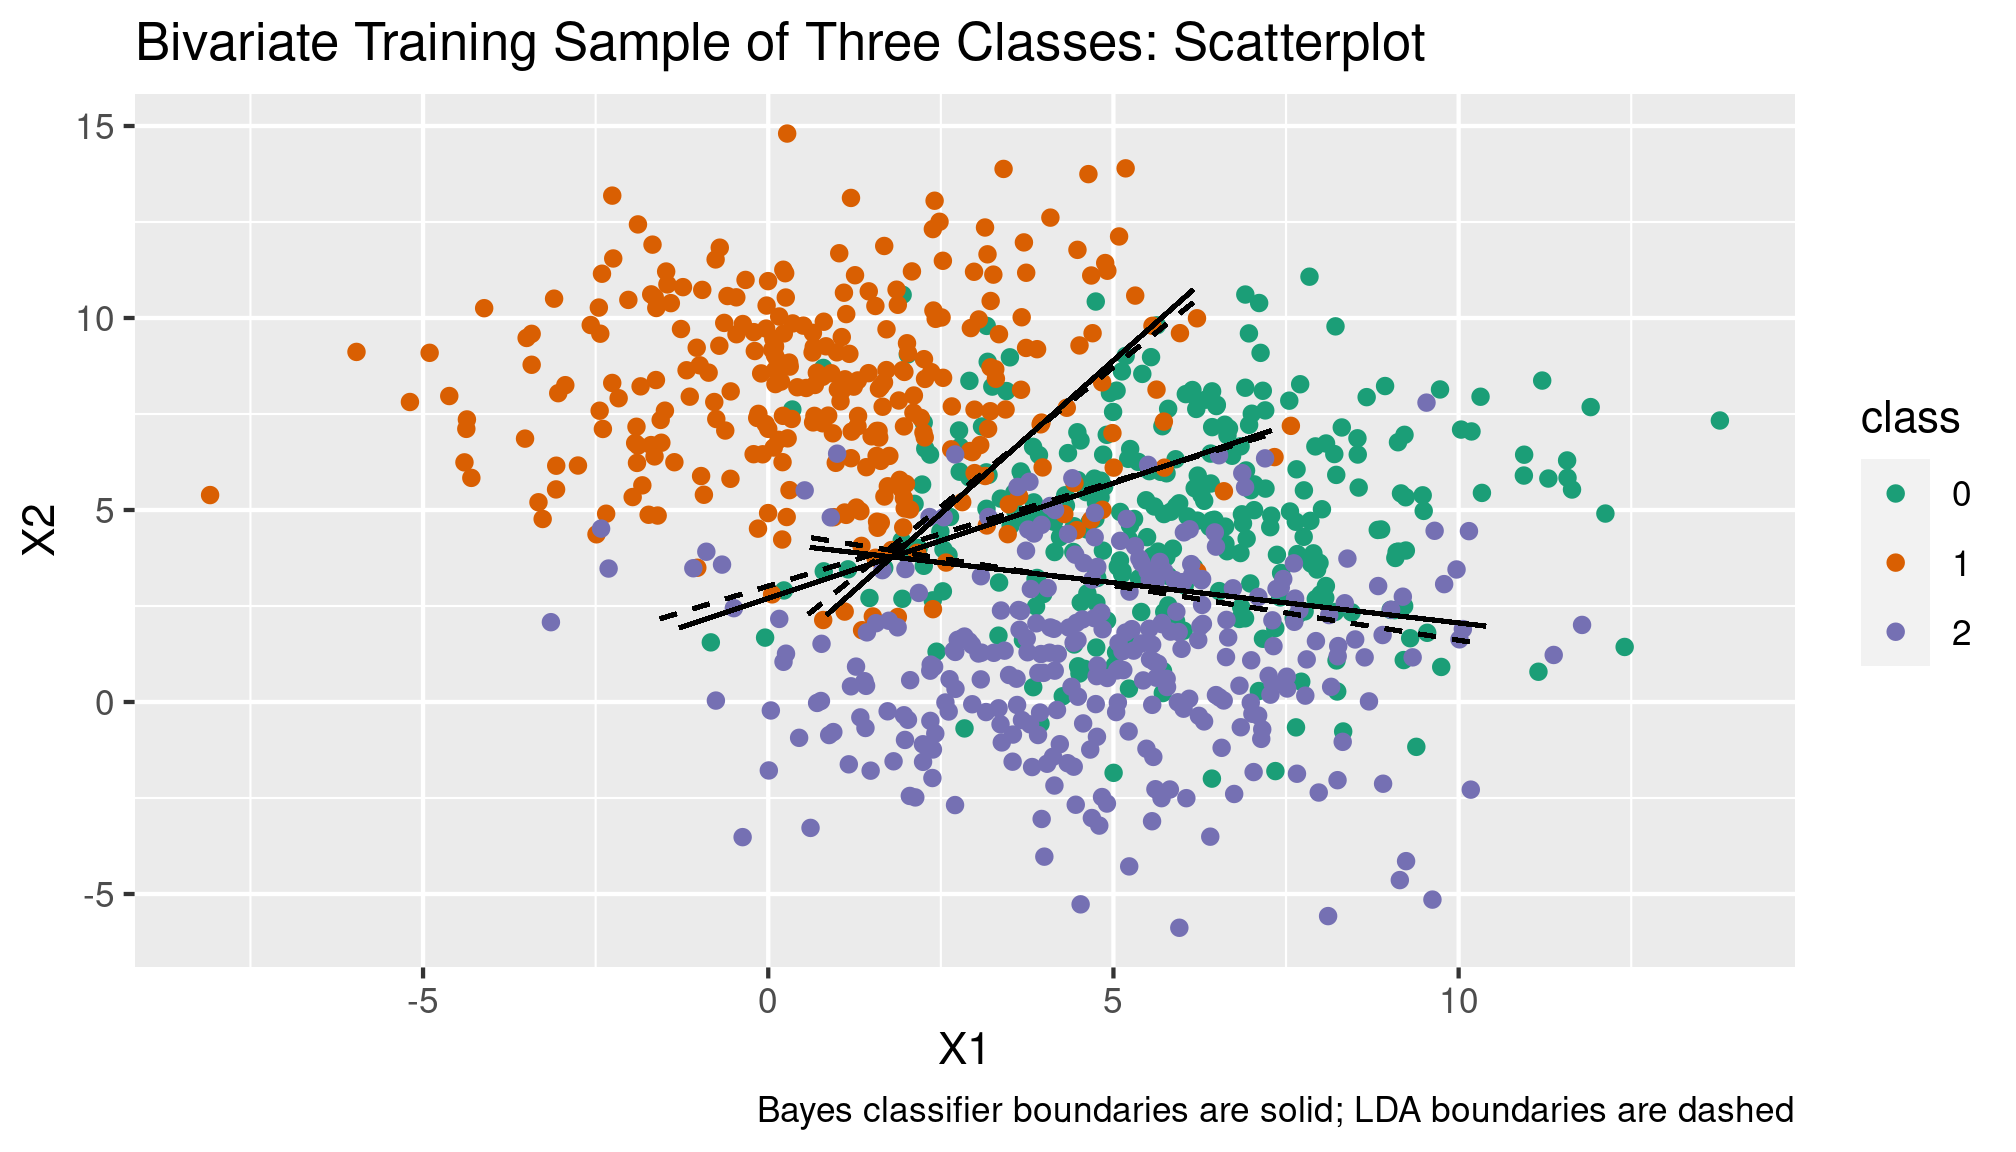 Bivariate Training Sample of Three Classes: Scatterplot
15
10
5
0
-5
X2
-5 0 5 10
X1
class
0
1
2
Bayes classifier boundaries are solid; LDA boundaries are dashed